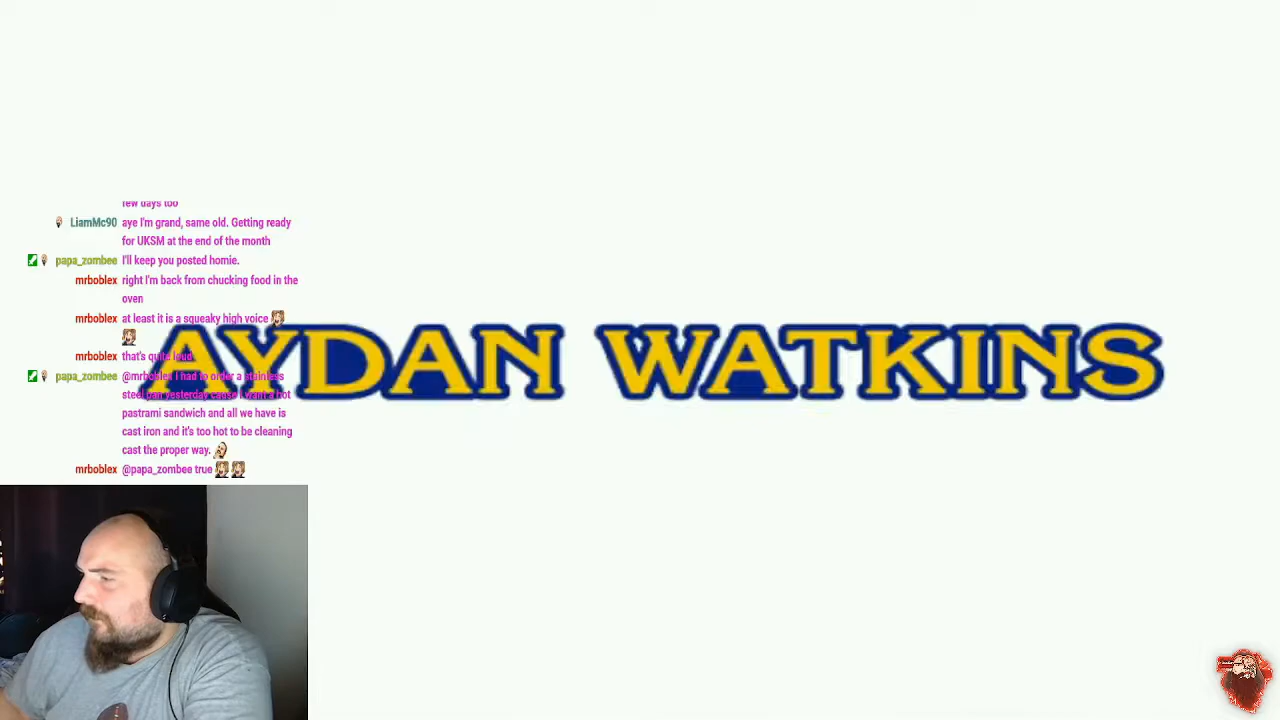 few days too
LiamMc90 aye I'm grand, same old. Getting ready
for UKSM at the end of the month
papa_zombee I'll keep you posted homie.
mrboblex right I'm back from chucking food in the
oven
mrboblex at least it is a squeaky high voice
mrboblex that's quite loud
papa_zombee @mrboblex I had to order a stainless
steel pan yesterday cause I want a hot
pastrami sandwich and all we have is
cast iron and it's too hot to be cleaning
cast the proper way.
mrboblex @papa_zombee true
AYDAN WATKINS